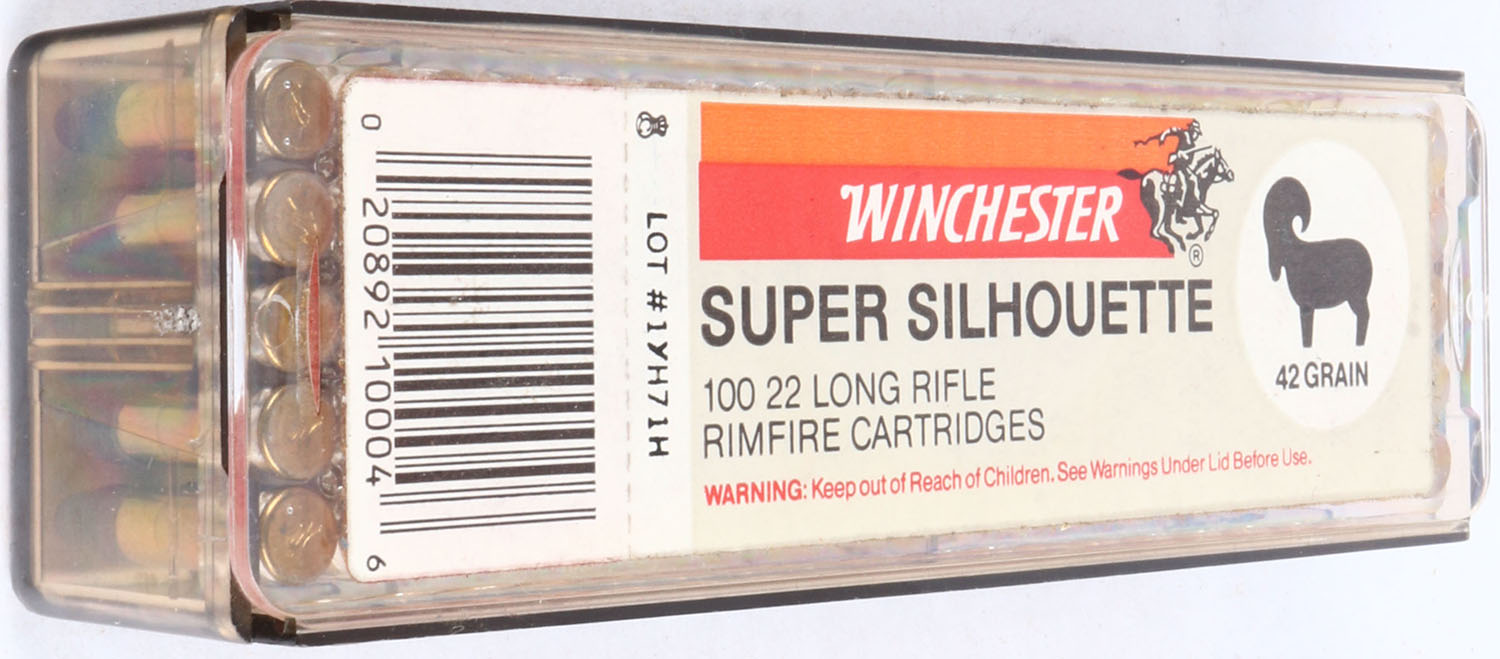 WINCHESTER
®
SUPER SILHOUETTE
100 22 LONG RIFLE
RIMFIRE CARTRIDGES
WARNING: Keep out of Reach of Children. See Warnings Under Lid Before Use.
42 GRAIN
LOT #1YH71H
0 20892 10004 6